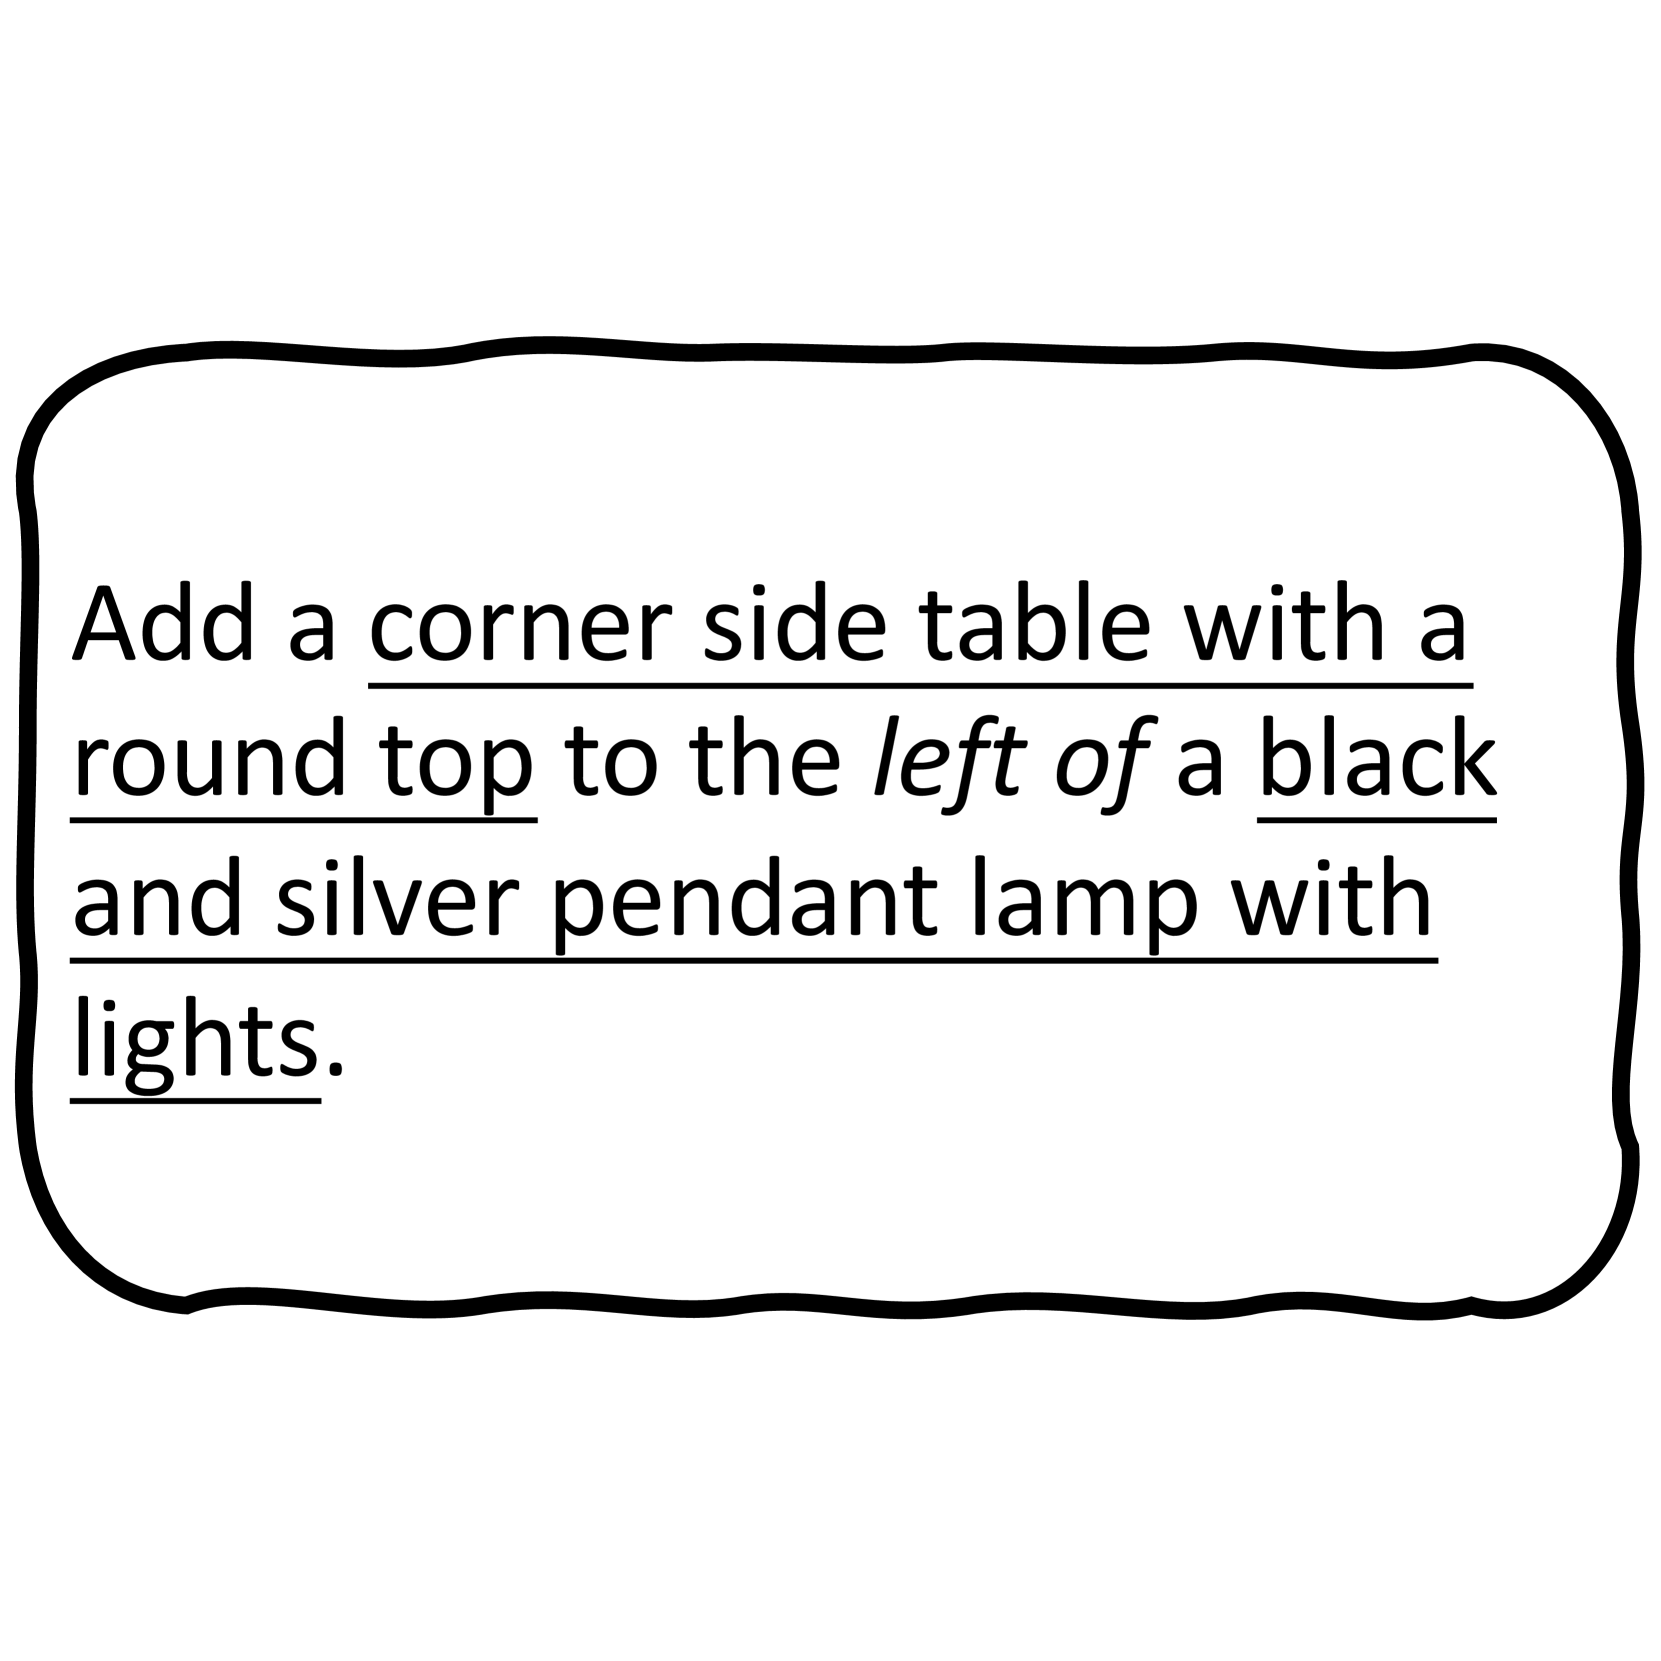 Add a corner side table with a
round top to the left of a black
and silver pendant lamp with
lights.